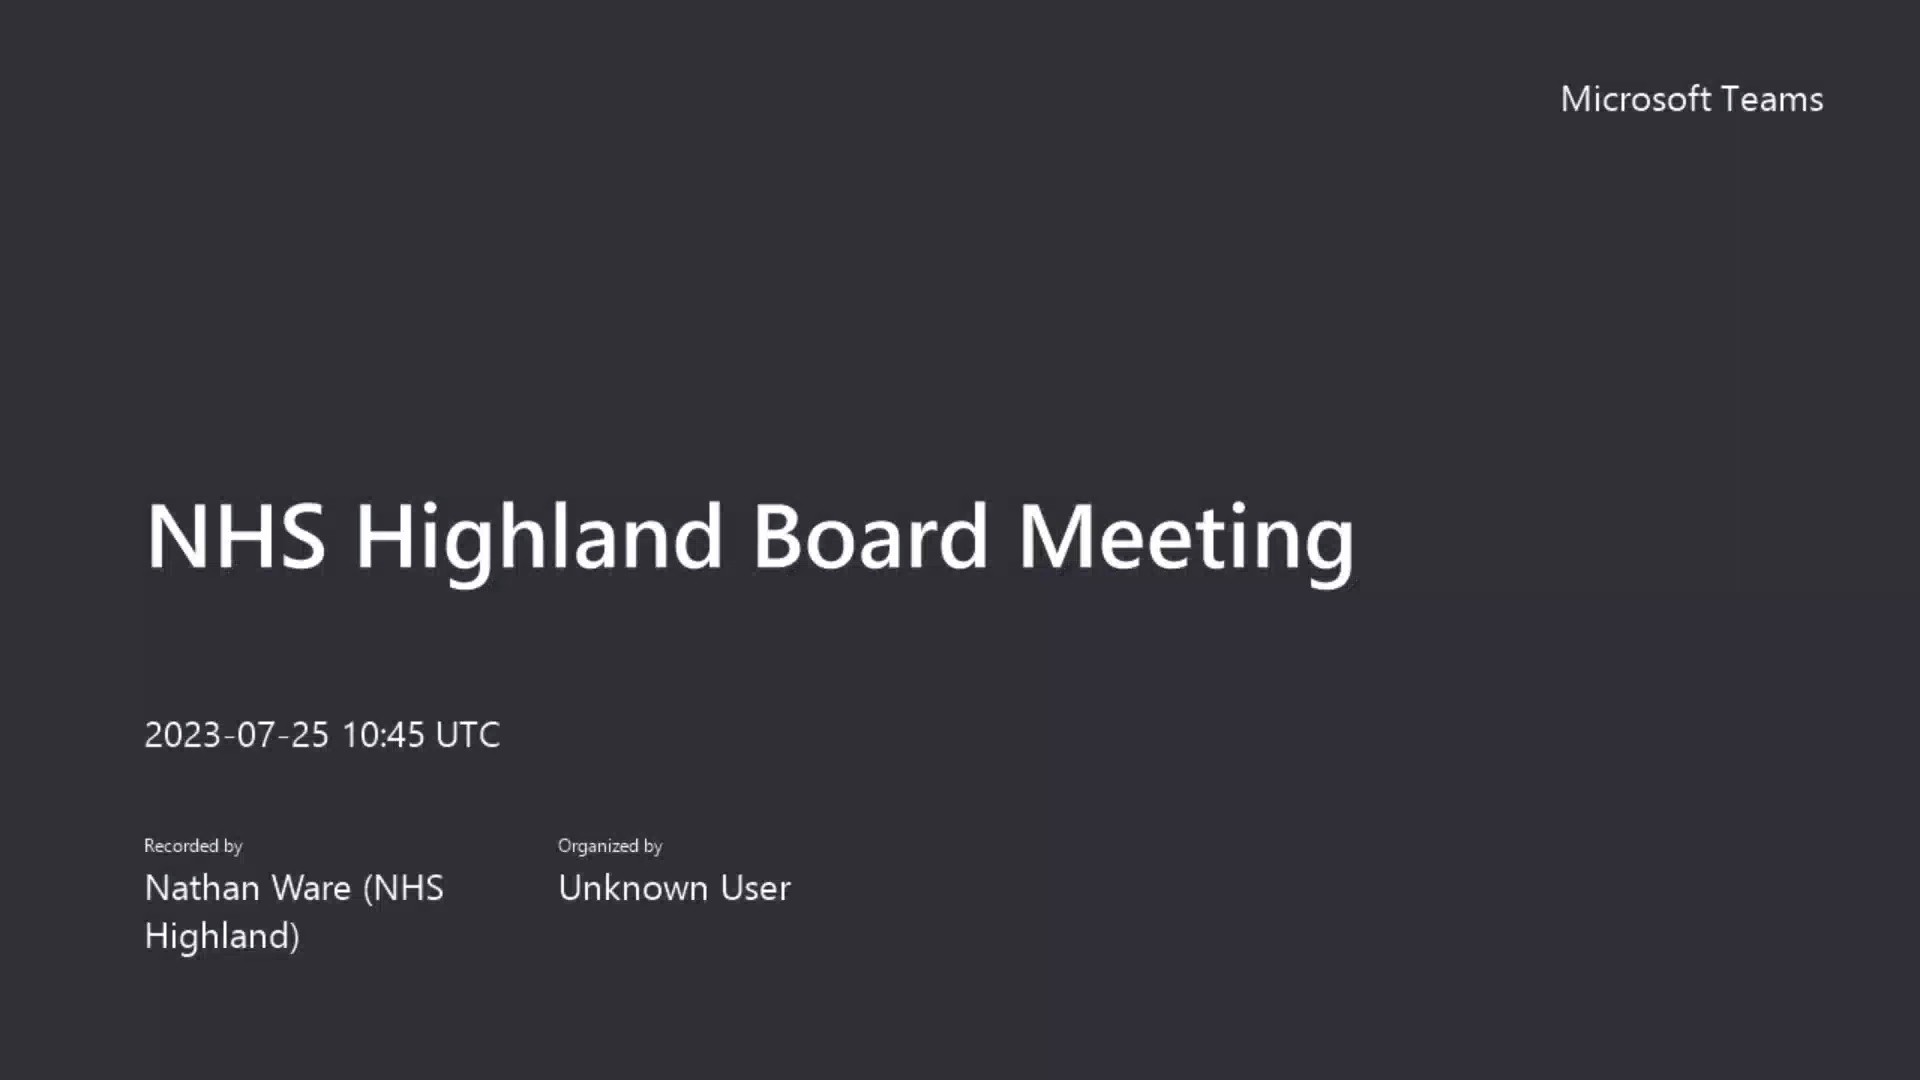 Microsoft Teams
NHS Highland Board Meeting
2023-07-25 10:45 UTC
Recorded by
Nathan Ware (NHS
Highland)
Organized by
Unknown User